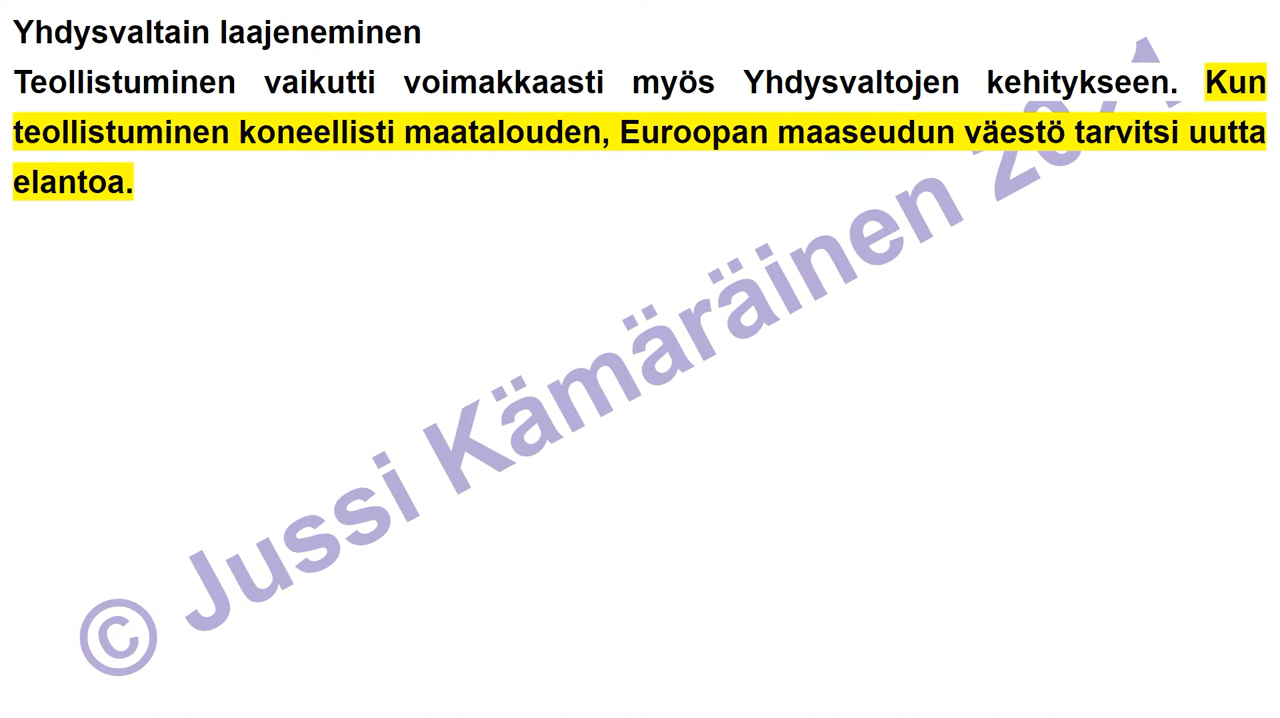 Yhdysvaltain laajeneminen
Teollistuminen vaikutti voimakkaasti myös Yhdysvaltojen kehitykseen. Kun
teollistuminen koneellisti maatalouden, Euroopan maaseudun väestö tarvitsi uutta
elantoa.
© Jussi Kämäräinen